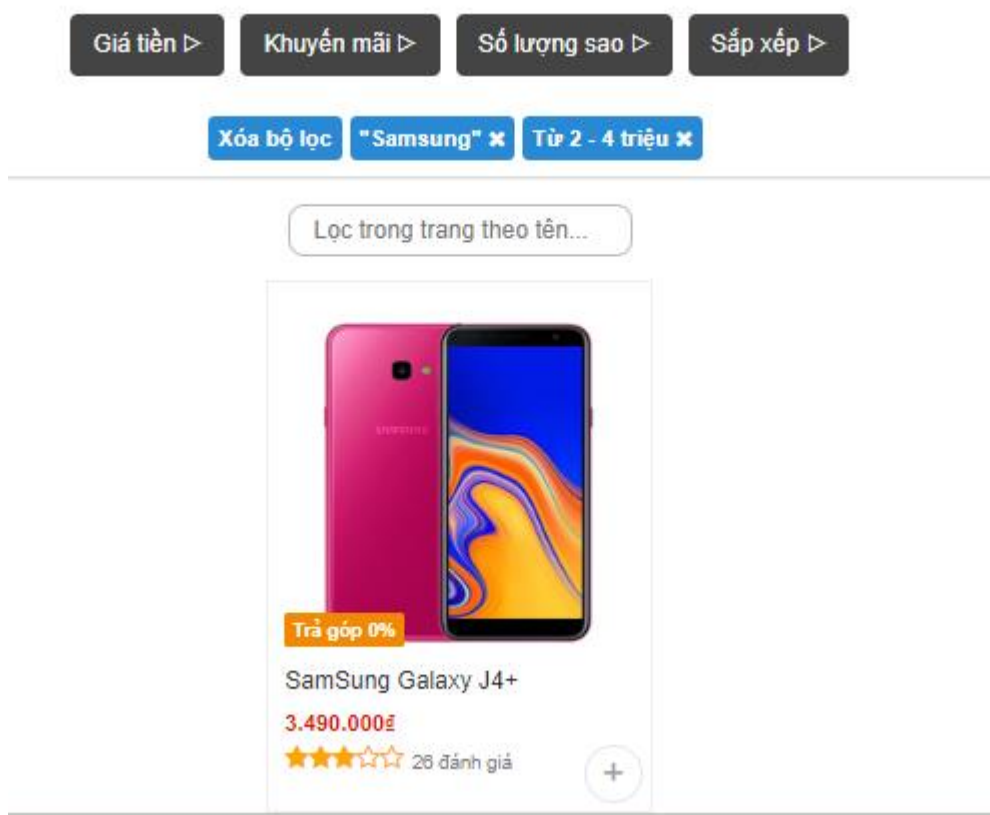 Giá tiền ▷ Khuyến mãi ▷ Số lượng sao ▷ Sắp xếp ▷
Xóa bộ lọc "Samsung" ✖ Từ 2 - 4 triệu ✖
Lọc trong trang theo tên...
SAMSUNG
Trả góp 0%
SamSung Galaxy J4+
3.490.000₫
26 đánh giá
+